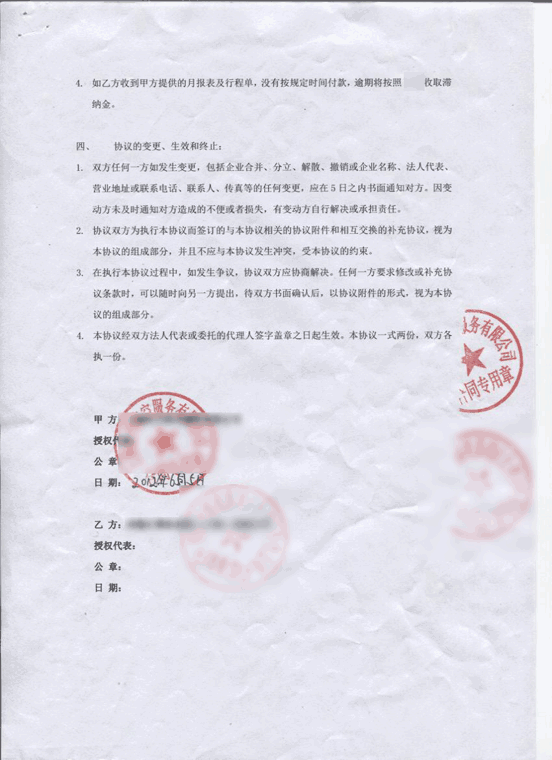 4. 如乙方收到甲方提供的月报表及行程单，没有按规定时间付款，逾期将按照 收取滞
纳金。
四、 协议的变更、生效和终止：
1. 双方任何一方如发生变更，包括企业合并、分立、解散、撤销或企业名称、法人代表、
营业地址或联系电话、联系人、传真等的任何变更，应在5日之内书面通知对方。因变
动方未及时通知对方造成的不便或者损失，有变动方自行解决或承担责任。
2. 协议双方为执行本协议而签订的与本协议相关的协议附件和相互交换的补充协议，视为
本协议的组成部分，并且不应与本协议发生冲突，受本协议的约束。
3. 在执行本协议过程中，如发生争议，协议双方应协商解决。任何一方要求修改或补充协
议条款时，可以随时向另一方提出，待双方书面确认后，以协议附件的形式，视为本协
议的组成部分。
4. 本协议经双方法人代表或委托的代理人签字盖章之日起生效。本协议一式两份，双方各
执一份。
务有限公司
合同专用章
服务有
甲 方
授权代
公 章
日 期：2012年6月5日
乙 方：
授权代表：
公 章：
日 期：